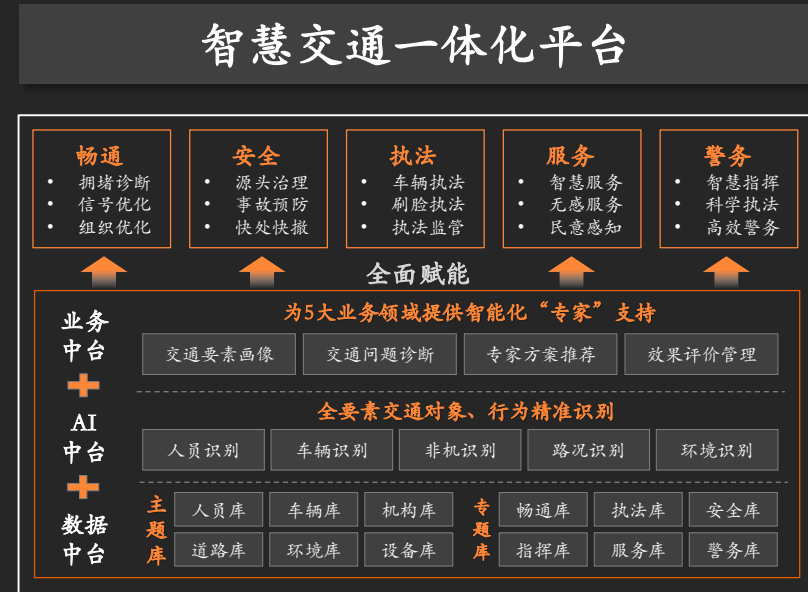 智慧交通一体化平台
畅通
• 拥堵诊断
• 信号优化
• 组织优化
安全
• 源头治理
• 事故预防
• 快处快撤
执法
• 车辆执法
• 刷脸执法
• 执法监管
服务
• 智慧服务
• 无感服务
• 民意感知
警务
• 智慧指挥
• 科学执法
• 高效警务
全面赋能
业务
中台
为5大业务领域提供智能化“专家”支持
交通要素画像
交通问题诊断
专家方案推荐
效果评价管理
AI
中台
全要素交通对象、行为精准识别
人员识别
车辆识别
非机识别
路况识别
环境识别
数据
中台
主题库
人员库
车辆库
机构库
道路库
环境库
设备库
专题库
畅通库
执法库
安全库
指挥库
服务库
警务库